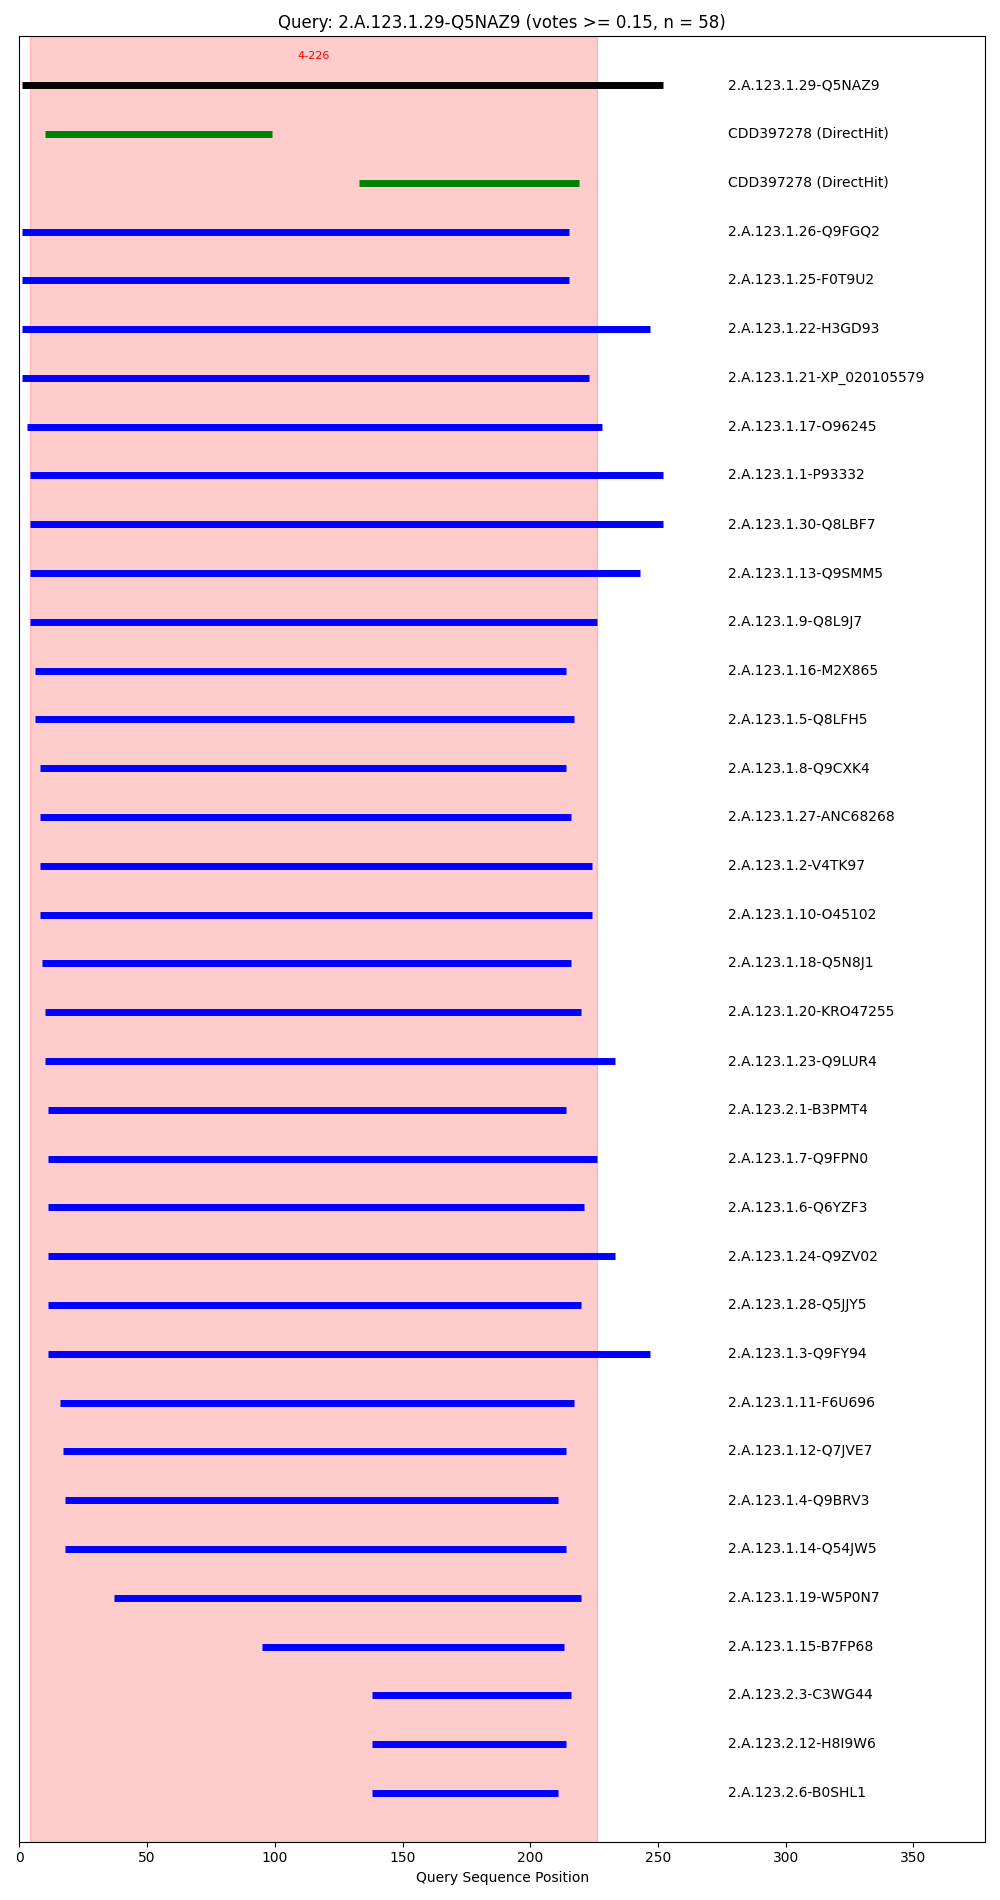 Query: 2.A.123.1.29-Q5NAZ9 (votes >= 0.15, n = 58)
4-226
2.A.123.1.29-Q5NAZ9
CDD397278 (DirectHit)
CDD397278 (DirectHit)
2.A.123.1.26-Q9FGQ2
2.A.123.1.25-F0T9U2
2.A.123.1.22-H3GD93
2.A.123.1.21-XP_020105579
2.A.123.1.17-O96245
2.A.123.1.1-P93332
2.A.123.1.30-Q8LBF7
2.A.123.1.13-Q9SMM5
2.A.123.1.9-Q8L9J7
2.A.123.1.16-M2X865
2.A.123.1.5-Q8LFH5
2.A.123.1.8-Q9CXK4
2.A.123.1.27-ANC68268
2.A.123.1.2-V4TK97
2.A.123.1.10-O45102
2.A.123.1.18-Q5N8J1
2.A.123.1.20-KRO47255
2.A.123.1.23-Q9LUR4
2.A.123.2.1-B3PMT4
2.A.123.1.7-Q9FPN0
2.A.123.1.6-Q6YZF3
2.A.123.1.24-Q9ZV02
2.A.123.1.28-Q5JJY5
2.A.123.1.3-Q9FY94
2.A.123.1.11-F6U696
2.A.123.1.12-Q7JVE7
2.A.123.1.4-Q9BRV3
2.A.123.1.14-Q54JW5
2.A.123.1.19-W5P0N7
2.A.123.1.15-B7FP68
2.A.123.2.3-C3WG44
2.A.123.2.12-H8I9W6
2.A.123.2.6-B0SHL1
0 50 100 150 200 250 300 350
Query Sequence Position